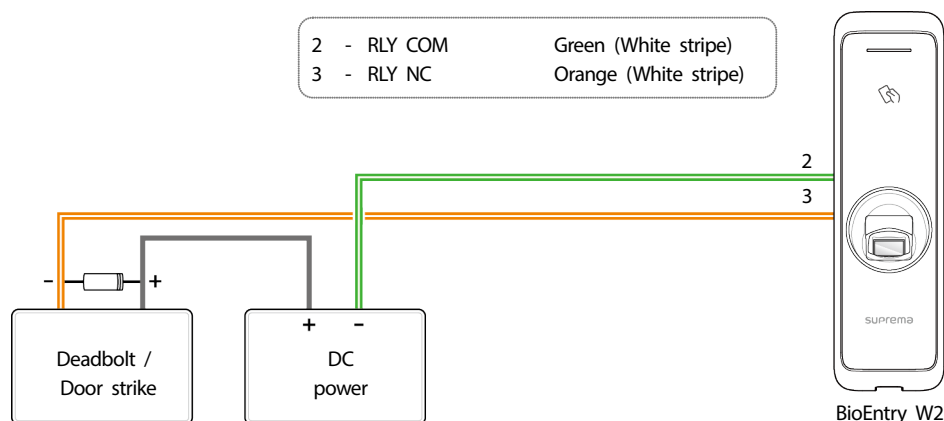 2 - RLY COM Green (White stripe)
3 - RLY NC Orange (White stripe)
2
3
- +
+ -
Deadbolt /
Door strike
DC
power
suprema
BioEntry W2